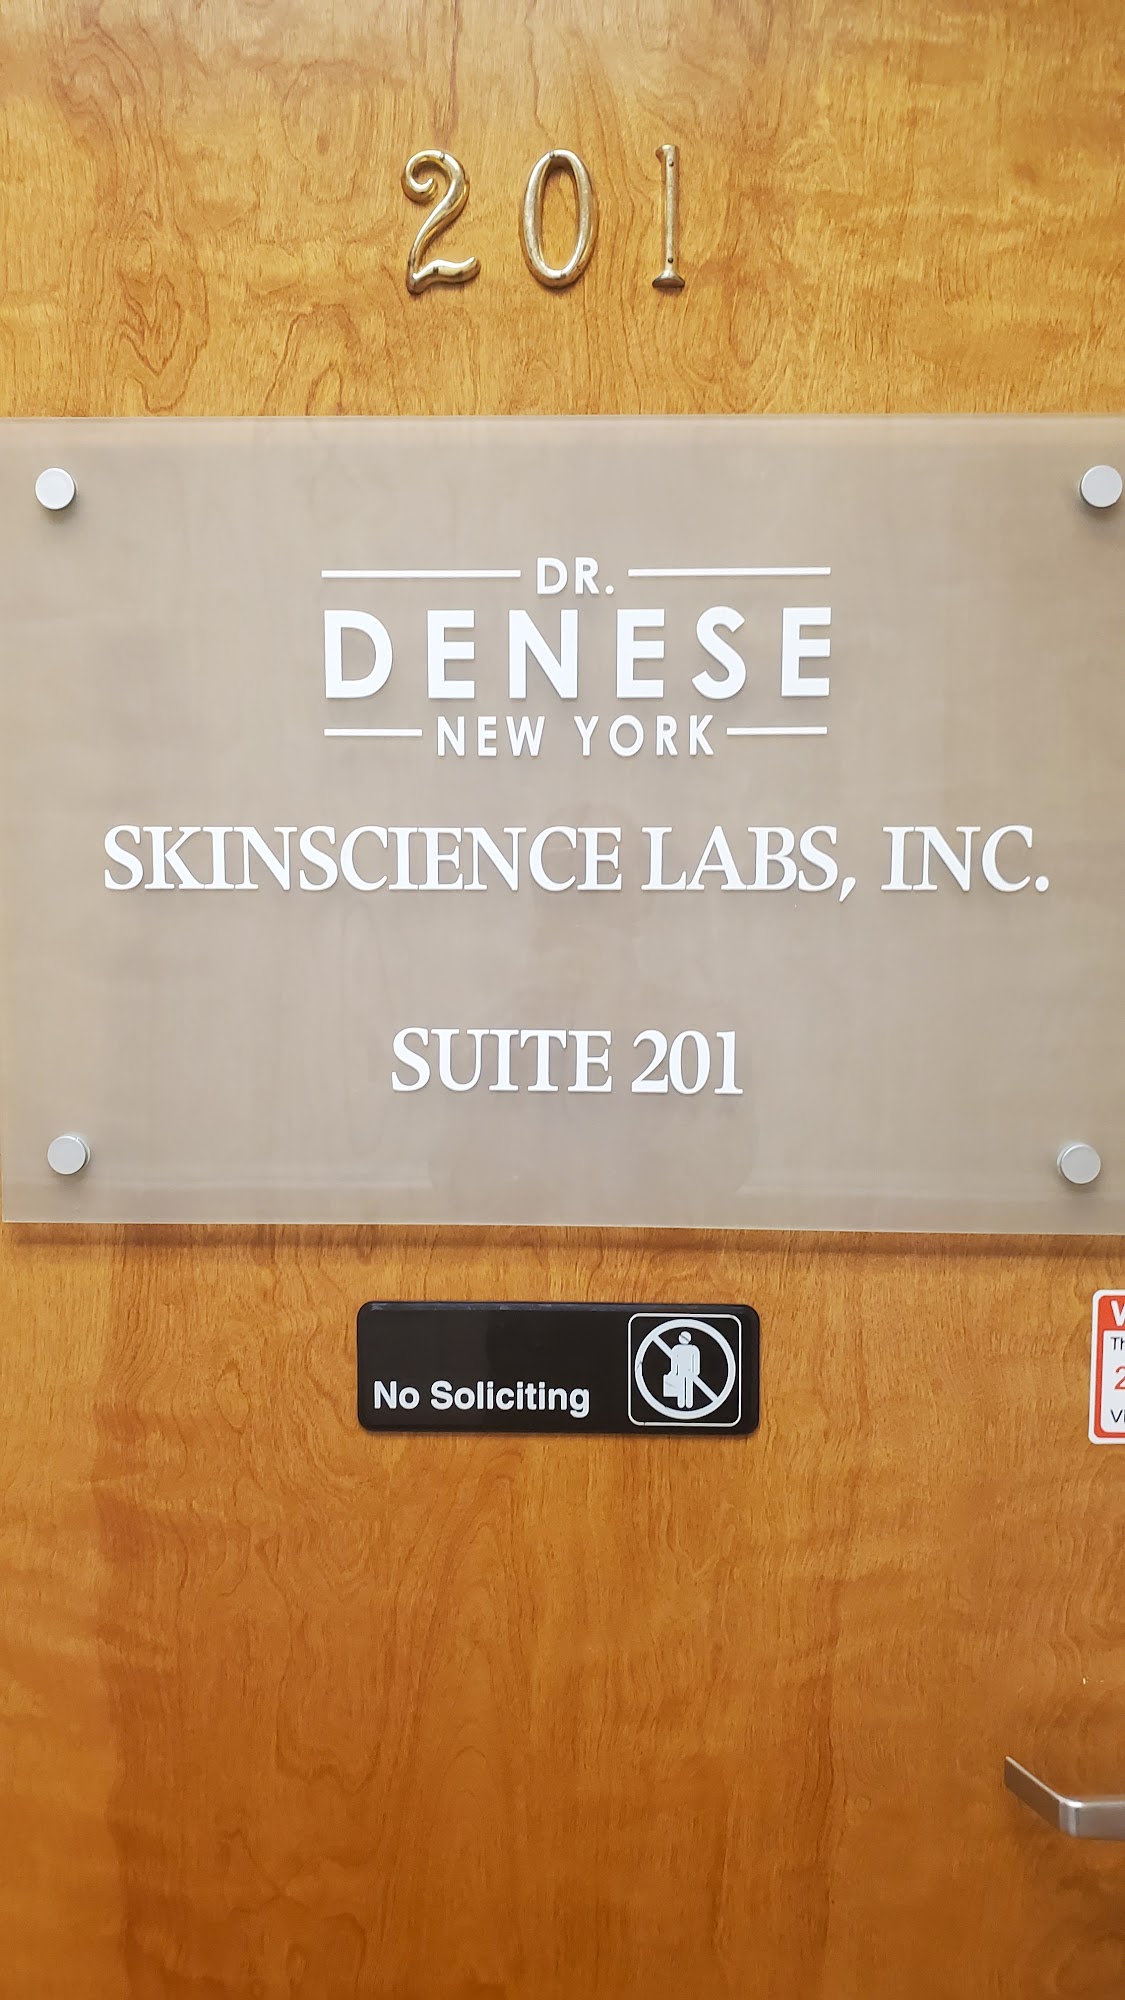 201
DR.
DENESE
NEW YORK
SKINSCIENCE LABS, INC.
SUITE 201
No Soliciting